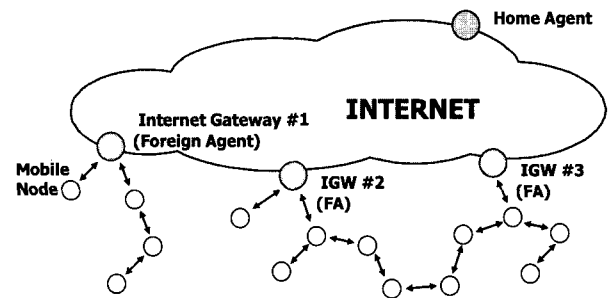 Home Agent
INTERNET
Internet Gateway #1
(Foreign Agent)
Mobile
Node
IGW #2
(FA)
IGW #3
(FA)